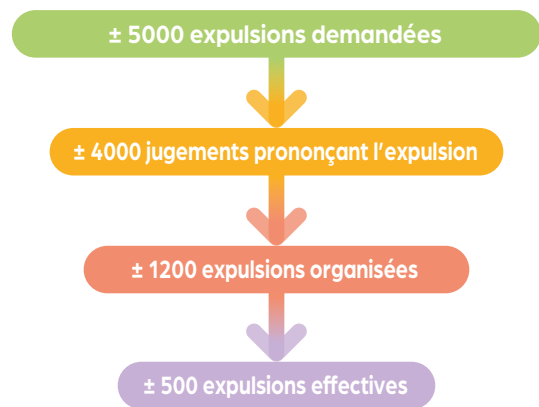 ± 5000 expulsions demandées
± 4000 jugements prononçant l'expulsion
± 1200 expulsions organisées
± 500 expulsions effectives